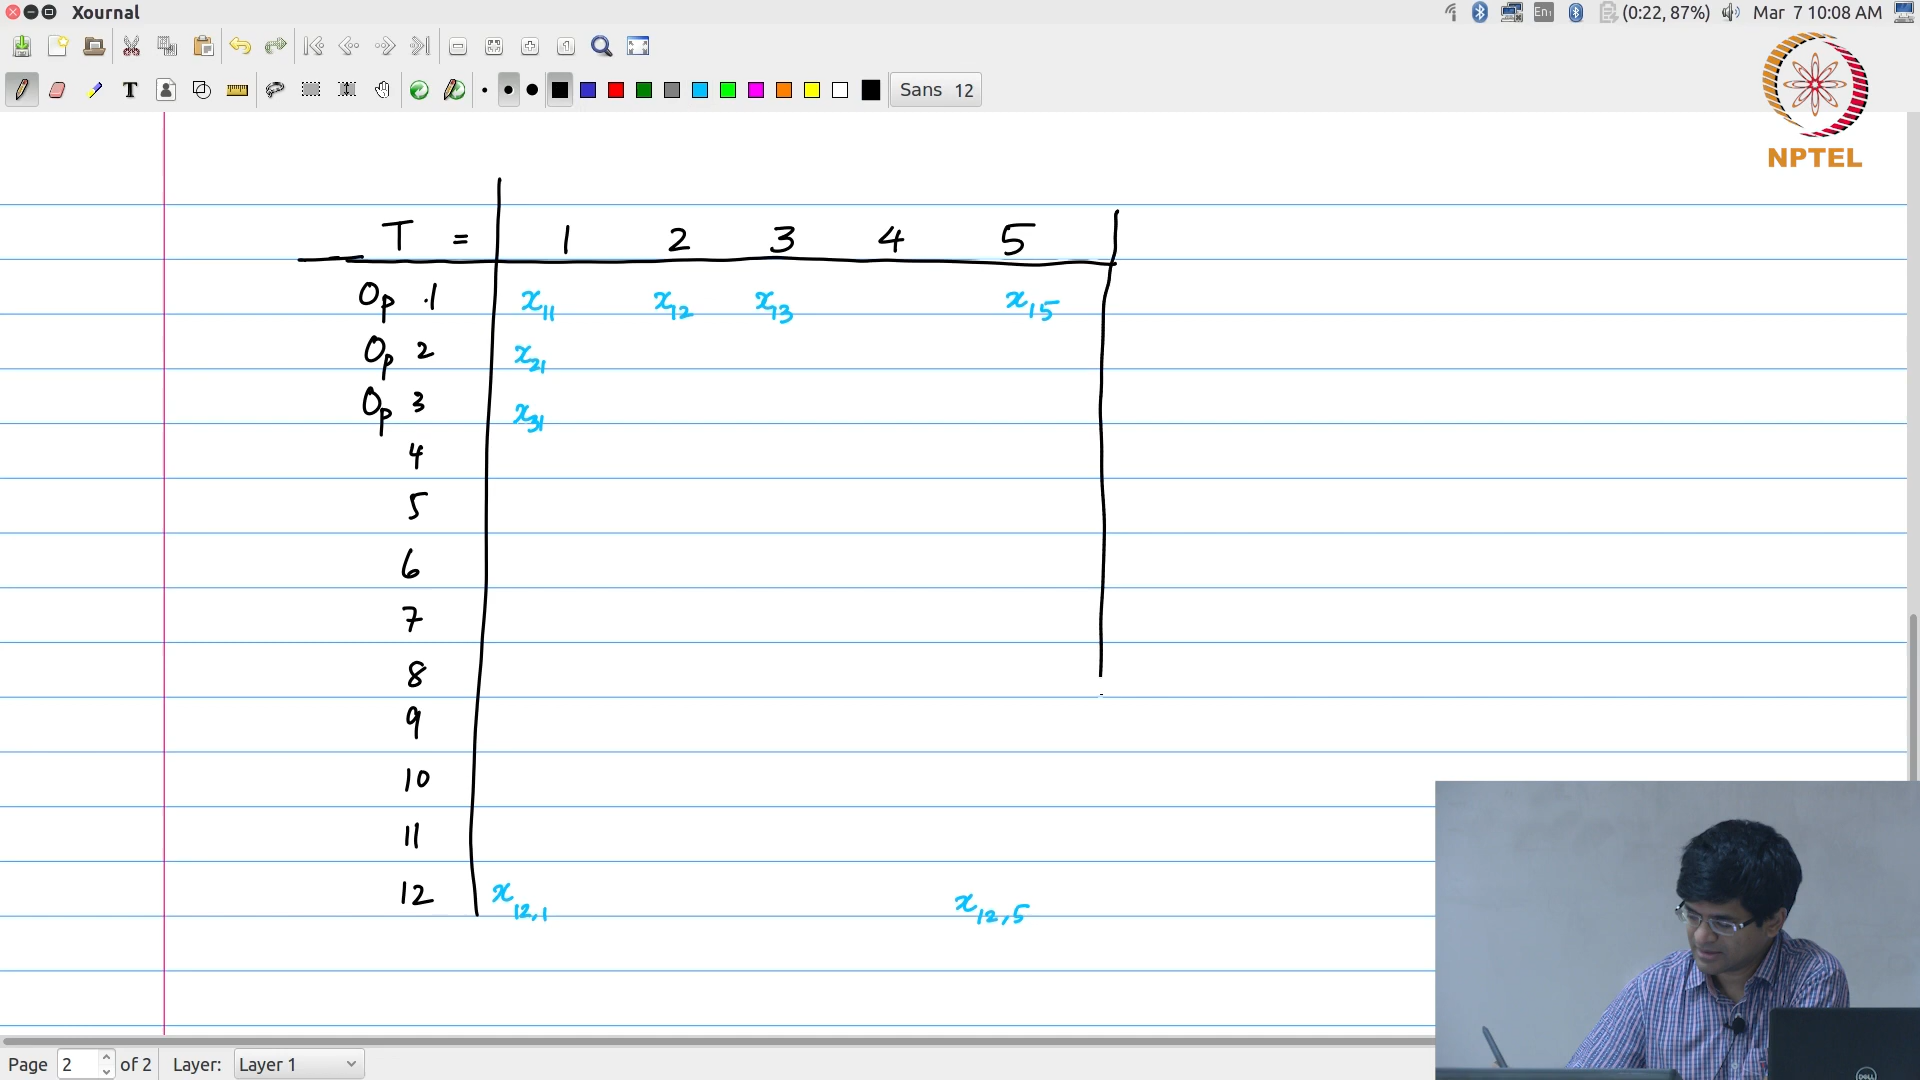 Xournal
En1
(0:22, 87%)
Mar 7 10:08 AM
T
Sans 12
NPTEL
T = 1 2 3 4 5
Op .1 x11 x12 x13 x15
Op 2 x21
Op 3 x31
4
5
6
7
8
9
10
11
12 x12,1 x12,5
DELL
Page 2 of 2 Layer: Layer 1